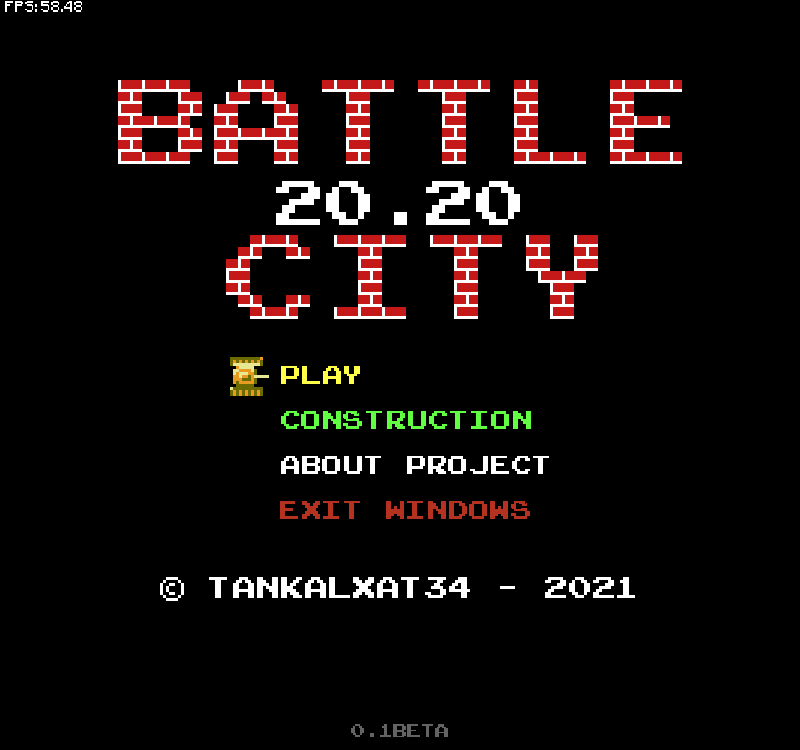 FPS:58.48
BATTLE
20.20
CITY
PLAY
CONSTRUCTION
ABOUT PROJECT
EXIT WINDOWS
© TANKALXAT34 - 2021
0.1BETA